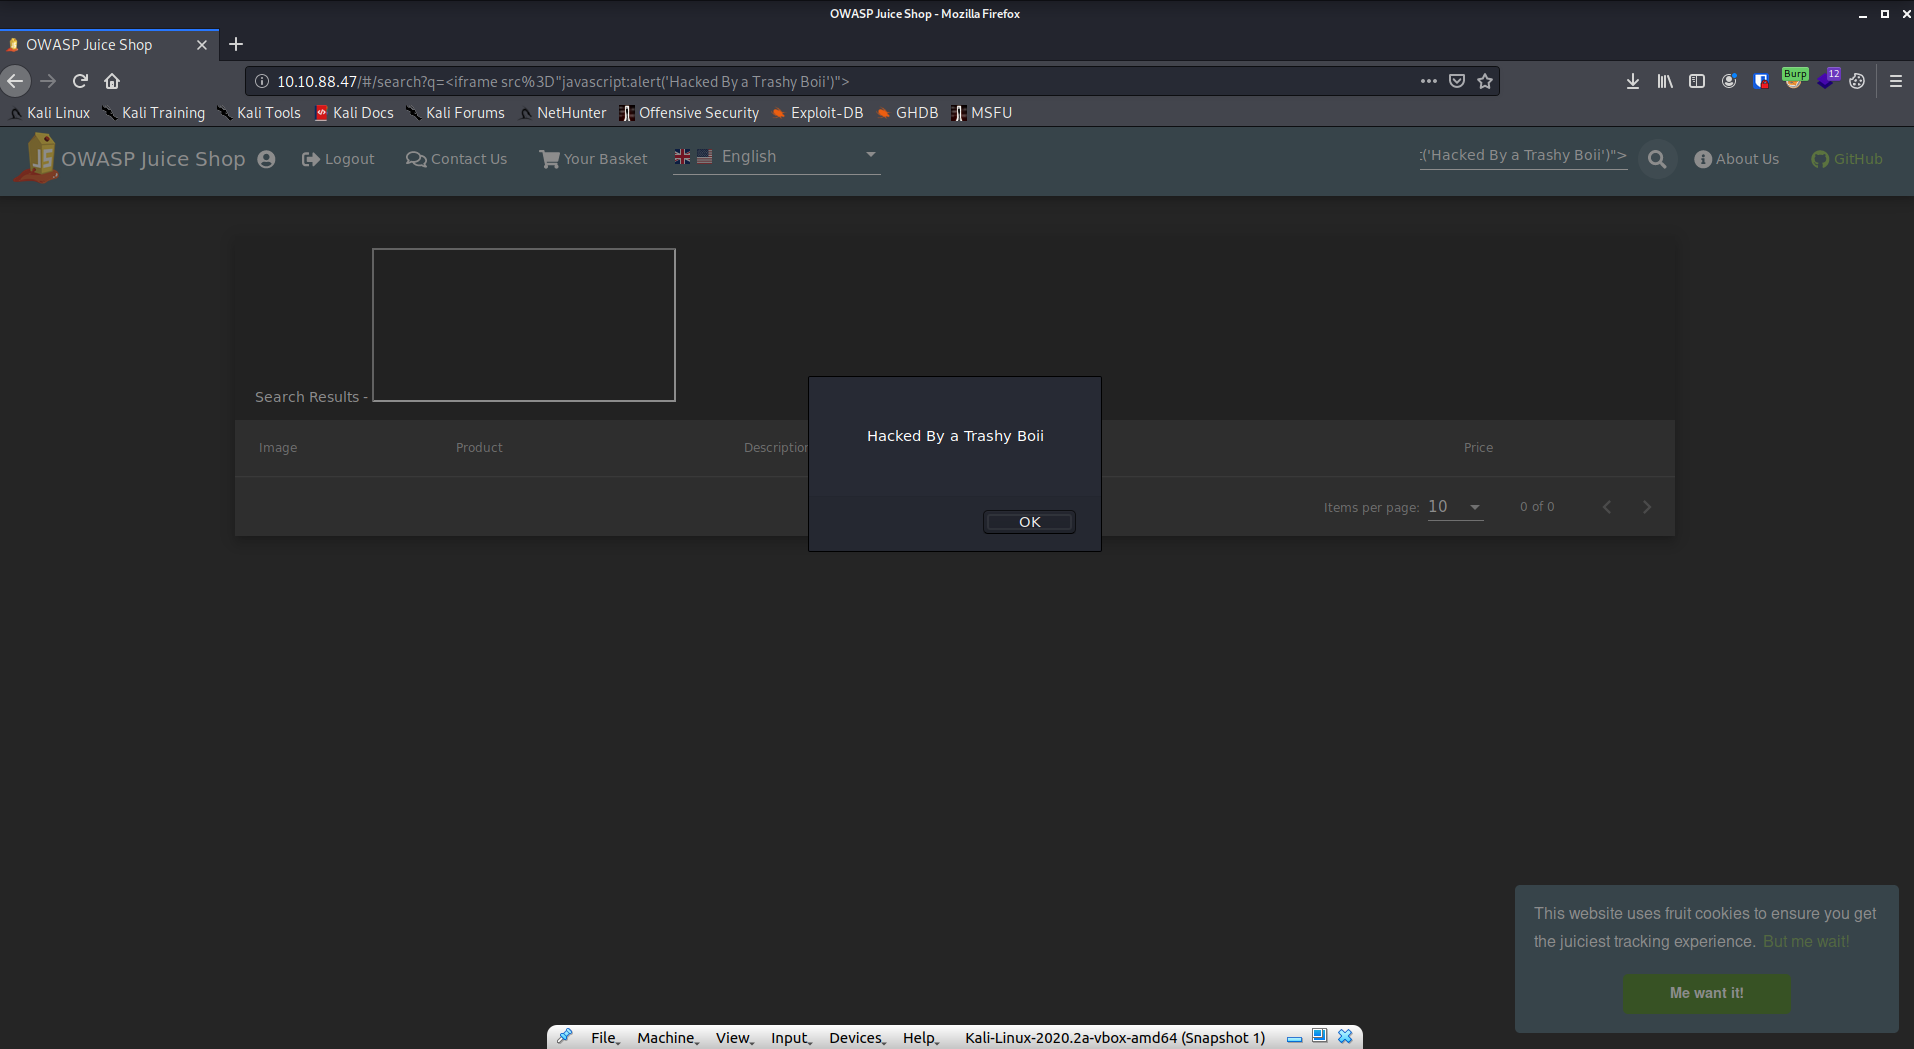 OWASP Juice Shop - Mozilla Firefox
OWASP Juice Shop
10.10.88.47/#/search?q=<iframe src%3D"javascript:alert('Hacked By a Trashy Boii')">
Burp 12
Kali Linux Kali Training Kali Tools Kali Docs Kali Forums NetHunter Offensive Security Exploit-DB GHDB MSFU
JS OWASP Juice Shop Logout Contact Us Your Basket English :('Hacked By a Trashy Boii')"> About Us GitHub
Search Results -
Hacked By a Trashy Boii
OK
Image Product Description Price
Items per page: 10 0 of 0
This website uses fruit cookies to ensure you get
the juiciest tracking experience. But me wait!
Me want it!
File Machine View Input Devices Help Kali-Linux-2020.2a-vbox-amd64 (Snapshot 1)